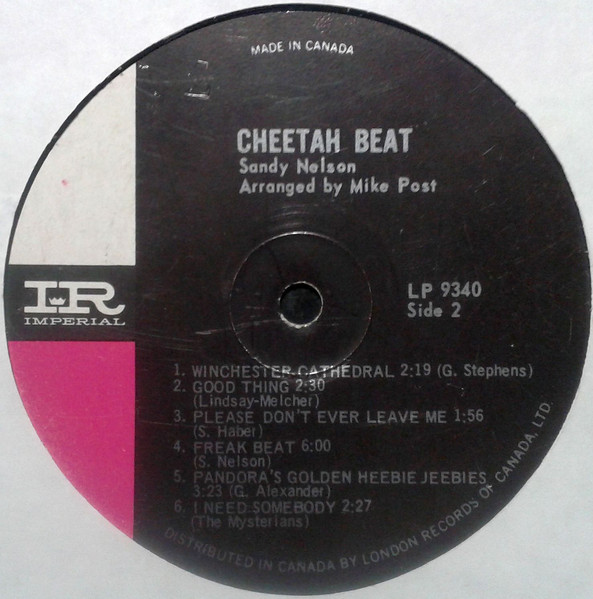 MADE IN CANADA
CHEETAH BEAT
Sandy Nelson
Arranged by Mike Post
IR
IMPERIAL
LP 9340
Side 2
1. WINCHESTER CATHEDRAL 2:19 (G. Stephens)
2. GOOD THING 2:30
(Lindsay-Melcher)
3. PLEASE DON'T EVER LEAVE ME 1:56
(S. Haber)
4. FREAK BEAT 6:00
(S. Nelson)
5. PANDORA'S GOLDEN HEEBIE JEEBIES
3:23 (G. Alexander)
6. I NEED SOMEBODY 2:27
(The Mysterians)
DISTRIBUTED IN CANADA BY LONDON RECORDS OF CANADA, LTD.